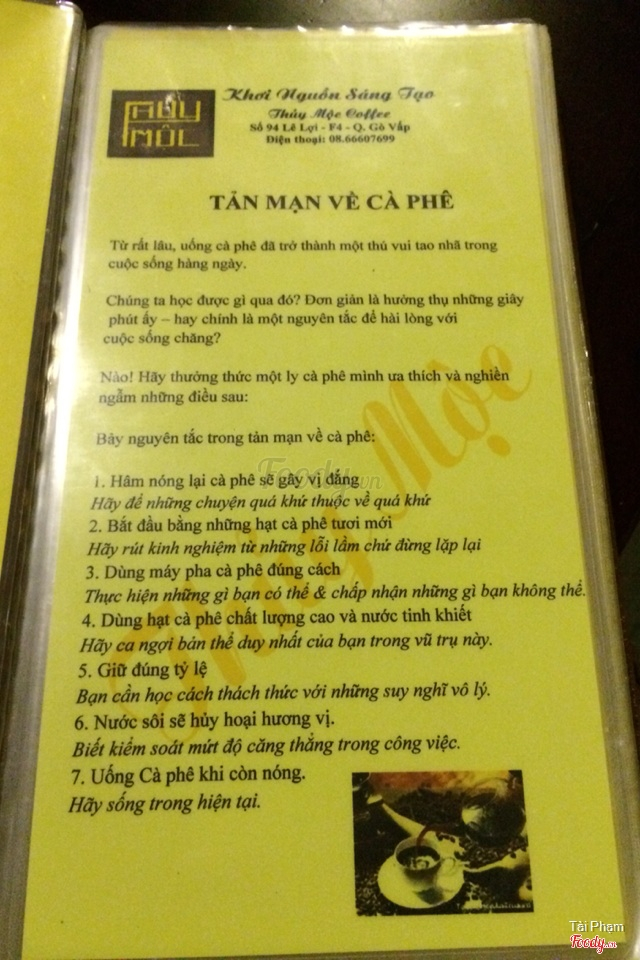 THỦY
MỘC
Khơi Nguồn Sáng Tạo
Thủy Mộc Coffee
Số 94 Lê Lợi - F4 - Q. Gò Vấp
Điện thoại: 08.66607699
TẢN MẠN VỀ CÀ PHÊ
Từ rất lâu, uống cà phê đã trở thành một thú vui tao nhã trong
cuộc sống hàng ngày.
Chúng ta học được gì qua đó? Đơn giản là hưởng thụ những giây
phút ấy – hay chính là một nguyên tắc để hài lòng với
cuộc sống chăng?
Nào! Hãy thưởng thức một ly cà phê mình ưa thích và nghiền
ngẫm những điều sau:
Bảy nguyên tắc trong tản mạn về cà phê:
1. Hâm nóng lại cà phê sẽ gây vị đắng
Hãy để những chuyện quá khứ thuộc về quá khứ
2. Bắt đầu bằng những hạt cà phê tươi mới
Hãy rút kinh nghiệm từ những lỗi lầm chứ đừng lặp lại
3. Dùng máy pha cà phê đúng cách
Thực hiện những gì bạn có thể & chấp nhận những gì bạn không thể.
4. Dùng hạt cà phê chất lượng cao và nước tinh khiết
Hãy ca ngợi bản thể duy nhất của bạn trong vũ trụ này.
5. Giữ đúng tỷ lệ
Bạn cần học cách thách thức với những suy nghĩ vô lý.
6. Nước sôi sẽ hủy hoại hương vị.
Biết kiểm soát mứt độ căng thẳng trong công việc.
7. Uống Cà phê khi còn nóng.
Hãy sống trong hiện tại.
Thủy Mộc
Foody.vn
Tài Phạm
Foody.vn